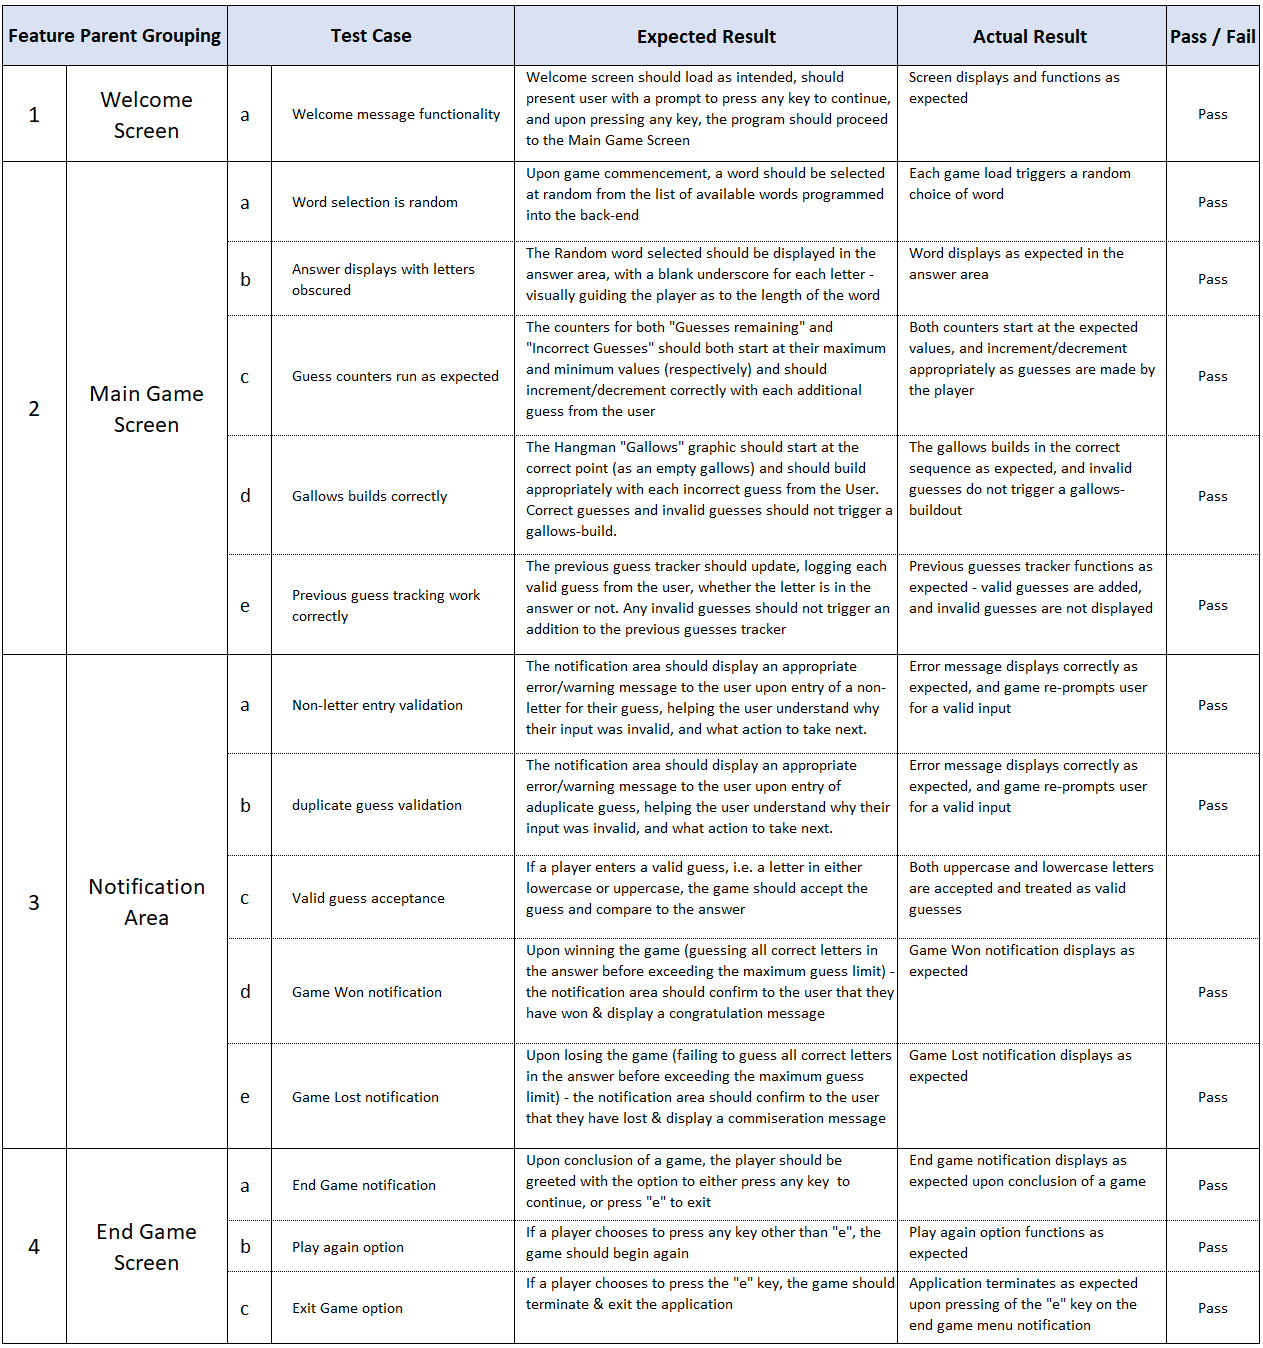 Feature Parent Grouping
Test Case
Expected Result
Actual Result
Pass / Fail
1
Welcome
Screen
a
Welcome message functionality
Welcome screen should load as intended, should
present user with a prompt to press any key to continue,
and upon pressing any key, the program should proceed
to the Main Game Screen
Screen displays and functions as
expected
Pass
2
Main Game
Screen
a
Word selection is random
Upon game commencement, a word should be selected
at random from the list of available words programmed
into the back-end
Each game load triggers a random
choice of word
Pass
b
Answer displays with letters
obscured
The Random word selected should be displayed in the
answer area, with a blank underscore for each letter -
visually guiding the player as to the length of the word
Word displays as expected in the
answer area
Pass
c
Guess counters run as expected
The counters for both "Guesses remaining" and
"Incorrect Guesses" should both start at their maximum
and minimum values (respectively) and should
increment/decrement correctly with each additional
guess from the user
Both counters start at the expected
values, and increment/decrement
appropriately as guesses are made by
the player
Pass
d
Gallows builds correctly
The Hangman "Gallows" graphic should start at the
correct point (as an empty gallows) and should build
appropriately with each incorrect guess from the User.
Correct guesses and invalid guesses should not trigger a
gallows-build.
The gallows builds in the correct
sequence as expected, and invalid
guesses do not trigger a gallows-
buildout
Pass
e
Previous guess tracking work
correctly
The previous guess tracker should update, logging each
valid guess from the user, whether the letter is in the
answer or not. Any invalid guesses should not trigger an
addition to the previous guesses tracker
Previous guesses tracker functions as
expected - valid guesses are added,
and invalid guesses are not displayed
Pass
3
Notification
Area
a
Non-letter entry validation
The notification area should display an appropriate
error/warning message to the user upon entry of a non-
letter for their guess, helping the user understand why
their input was invalid, and what action to take next.
Error message displays correctly as
expected, and game re-prompts user
for a valid input
Pass
b
duplicate guess validation
The notification area should display an appropriate
error/warning message to the user upon entry of
aduplicate guess, helping the user understand why their
input was invalid, and what action to take next.
Error message displays correctly as
expected, and game re-prompts user
for a valid input
Pass
c
Valid guess acceptance
If a player enters a valid guess, i.e. a letter in either
lowercase or uppercase, the game should accept the
guess and compare to the answer
Both uppercase and lowercase letters
are accepted and treated as valid
guesses
d
Game Won notification
Upon winning the game (guessing all correct letters in
the answer before exceeding the maximum guess limit) -
the notification area should confirm to the user that they
have won & display a congratulation message
Game Won notification displays as
expected
Pass
e
Game Lost notification
Upon losing the game (failing to guess all correct letters
in the answer before exceeding the maximum guess
limit) - the notification area should confirm to the user
that they have lost & display a commiseration message
Game Lost notification displays as
expected
Pass
4
End Game
Screen
a
End Game notification
Upon conclusion of a game, the player should be
greeted with the option to either press any key to
continue, or press "e" to exit
End game notification displays as
expected upon conclusion of a game
Pass
b
Play again option
If a player chooses to press any key other than "e", the
game should begin again
Play again option functions as
expected
Pass
c
Exit Game option
If a player chooses to press the "e" key, the game should
terminate & exit the application
Application terminates as expected
upon pressing of the "e" key on the
end game menu notification
Pass